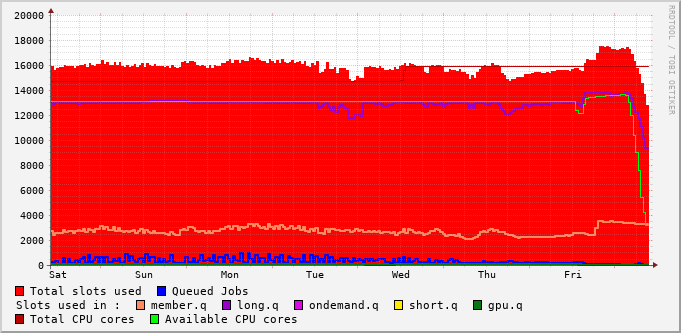 20000
18000
16000
14000
12000
10000
8000
6000
4000
2000
0
Sat Sun Mon Tue Wed Thu Fri
RRDTOOL / TOBI OETIKER
Total slots used Queued Jobs
Slots used in : member.q long.q ondemand.q short.q gpu.q
Total CPU cores Available CPU cores